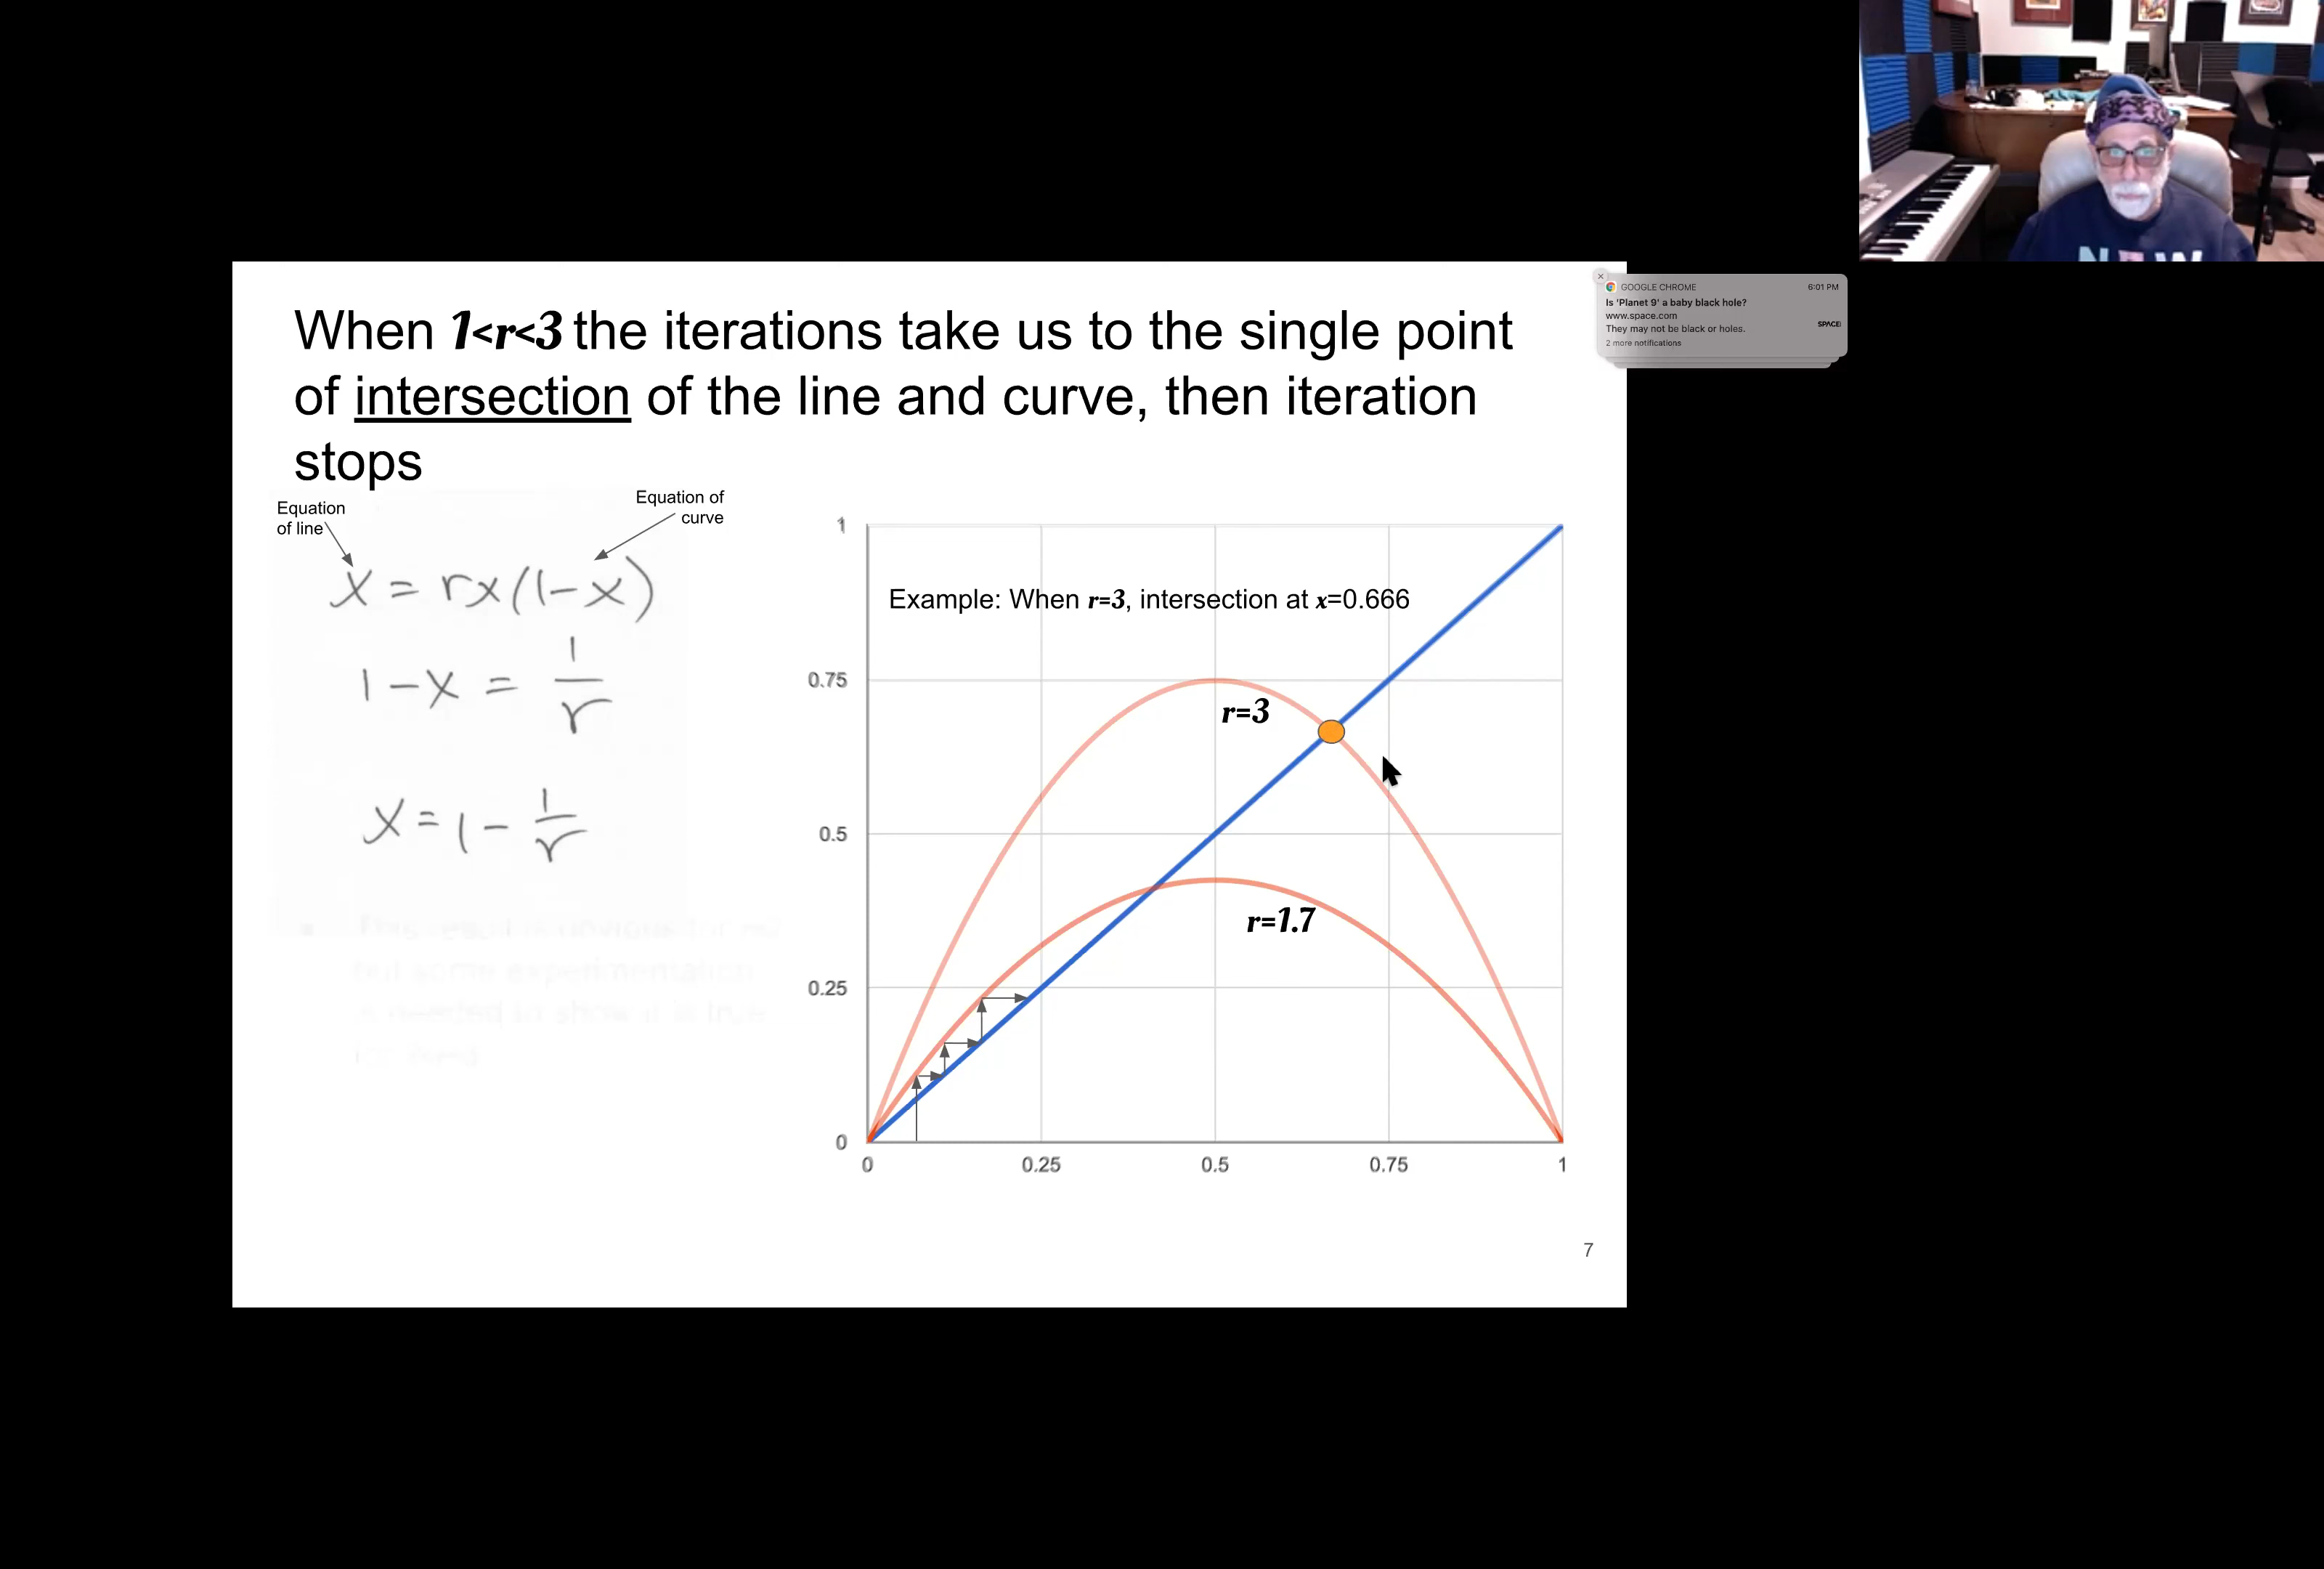 When 1<r<3 the iterations take us to the single point
of intersection of the line and curve, then iteration
stops
Equation
of line
Equation of
curve
x = rx(1-x)
1-x = 1/r
x = 1 - 1/r
Example: When r=3, intersection at x=0.666
1
0.75
0.5
0.25
0
0
0.25
0.5
0.75
1
r=3
r=1.7
7
GOOGLE CHROME
6:01 PM
Is 'Planet 9' a baby black hole?
www.space.com
They may not be black or holes.
2 more notifications
SPACE